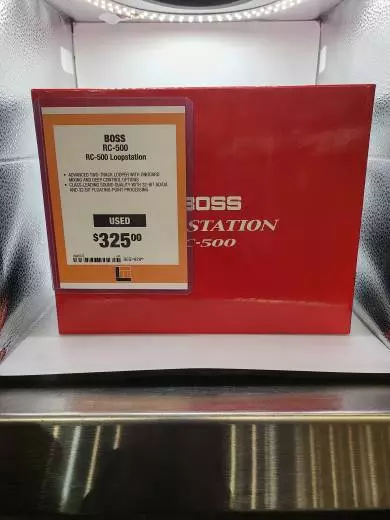 BOSS
RC-500
RC-500 Loopstation
• ADVANCED TWO-TRACK LOOPER WITH ONBOARD
MIXING AND DEEP CONTROL OPTIONS
• CLASS-LEADING SOUND QUALITY WITH 32-BIT AD/DA
AND 32-BIT FLOATING-POINT PROCESSING
USED
$325.00
BOSS
STATION
C-500